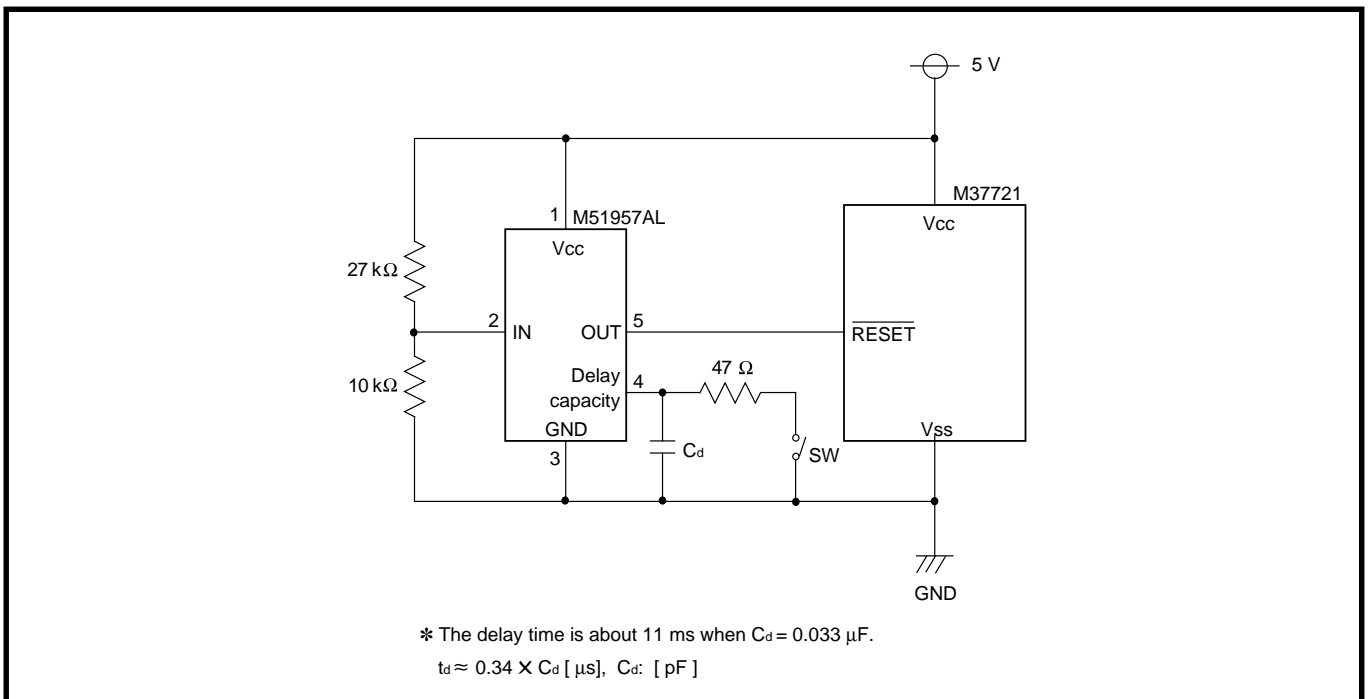 5 V
M37721
1
M51957AL
Vcc
Vcc
27 kΩ
2
IN
OUT
5
RESET
10 kΩ
Delay
capacity
4
47 Ω
GND
3
Cd
SW
Vss
GND
✻ The delay time is about 11 ms when Cd = 0.033 μF.
td ≈ 0.34 ✕ Cd [ μs], Cd: [ pF ]